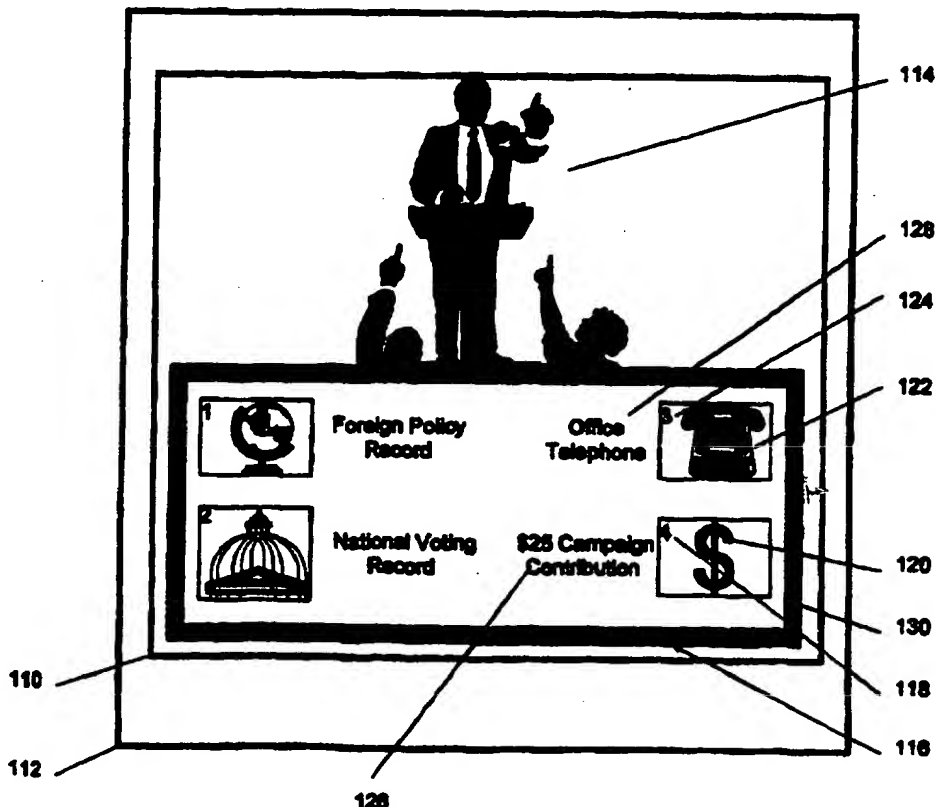 114
128
124
122
1
Foreign Policy
Record
Office
Telephone
3
2
National Voting
Record
$25 Campaign
Contribution
4
$
120
130
118
116
110
112
126